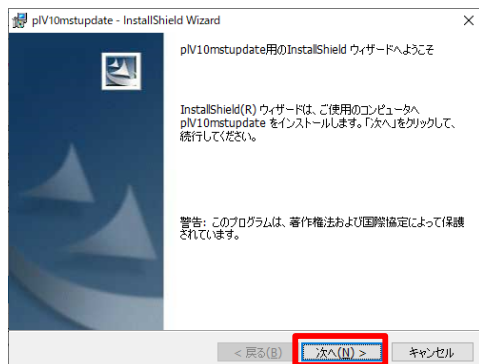 plV10mstupdate - InstallShield Wizard
plV10mstupdate用のInstallShield ウィザードへようこそ
InstallShield(R) ウィザードは、ご使用のコンピュータへ
plV10mstupdate をインストールします。「次へ」をクリックして、
続行してください。
警告: このプログラムは、著作権法および国際協定によって保護
されています。
< 戻る(B) 次へ(N) > キャンセル